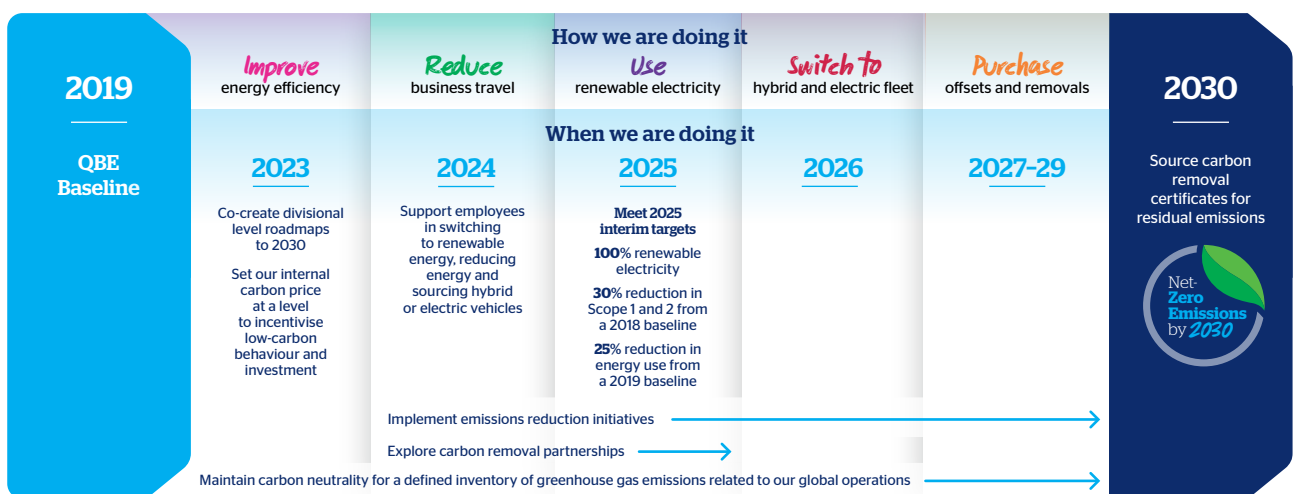 2019
QBE
Baseline
How we are doing it
Improve
energy efficiency
Reduce
business travel
Use
renewable electricity
Switch to
hybrid and electric fleet
Purchase
offsets and removals
When we are doing it
2023
Co-create divisional
level roadmaps
to 2030
Set our internal
carbon price
at a level
to incentivise
low-carbon
behaviour and
investment
2024
Support employees
in switching
to renewable
energy, reducing
energy and
sourcing hybrid
or electric vehicles
2025
Meet 2025
interim targets
100% renewable
electricity
30% reduction in
Scope 1 and 2 from
a 2018 baseline
25% reduction in
energy use from
a 2019 baseline
2026
2027–29
Implement emissions reduction initiatives
Explore carbon removal partnerships
Maintain carbon neutrality for a defined inventory of greenhouse gas emissions related to our global operations
2030
Source carbon
removal
certificates for
residual emissions
Net-
Zero
Emissions
by 2030